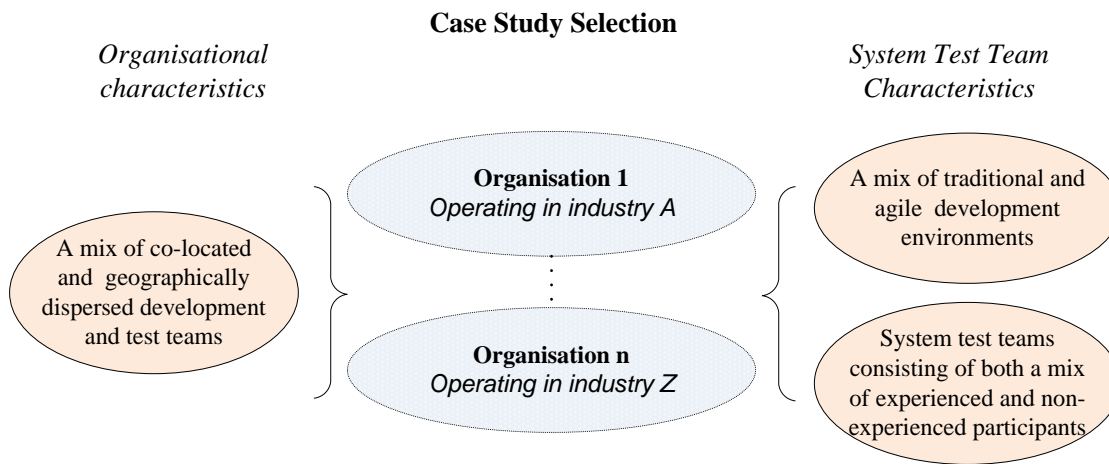 Case Study Selection
Organisational
characteristics
System Test Team
Characteristics
A mix of co-located
and geographically
dispersed development
and test teams
Organisation 1
Operating in industry A
Organisation n
Operating in industry Z
A mix of traditional and
agile development
environments
System test teams
consisting of both a mix
of experienced and non-
experienced participants